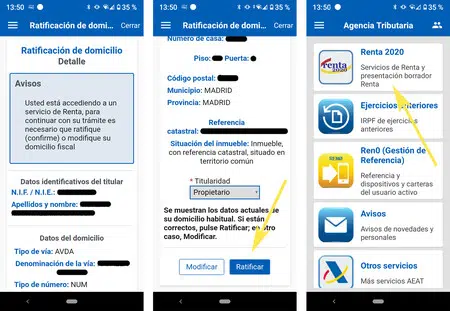 13:50
35 %
Ratificación de domi...
Cerrar
Ratificación de domicilio
Detalle
Avisos
Usted está accediendo a
un servicio de Renta, para
continuar con su trámite es
necesario que ratifique
(confirme) o modifique su
domicilio fiscal
Datos identificativos del titular
N.I.F. / N.I.E.:
Apellidos y nombre:
Datos del domicilio
Tipo de vía: AVDA
Denominación de la vía:
Tipo de número: NUM
13:50
35 %
Ratificación de domi...
Cerrar
Número de casa:
Piso: Puerta:
Código postal:
Municipio: MADRID
Provincia: MADRID
Referencia
catastral:
Situación del inmueble: Inmueble,
con referencia catastral, situado en
territorio común
* Titularidad
Propietario
Se muestran los datos actuales de
su domicilio habitual. Si están
correctos, pulse Ratificar; en otro
caso, Modificar.
Modificar
Ratificar
13:50
35 %
Agencia Tributaria
renta
2020
Renta 2020
Servicios de Renta y
presentación borrador
Renta
Ejercicios anteriores
IRPF de ejercicios
anteriores
Ren0 (Gestión de
Referencia)
Referencia y
dispositivos y carteras
del usuario activo
Avisos
Avisos de novedades y
personales
Otros servicios
Más servicios AEAT